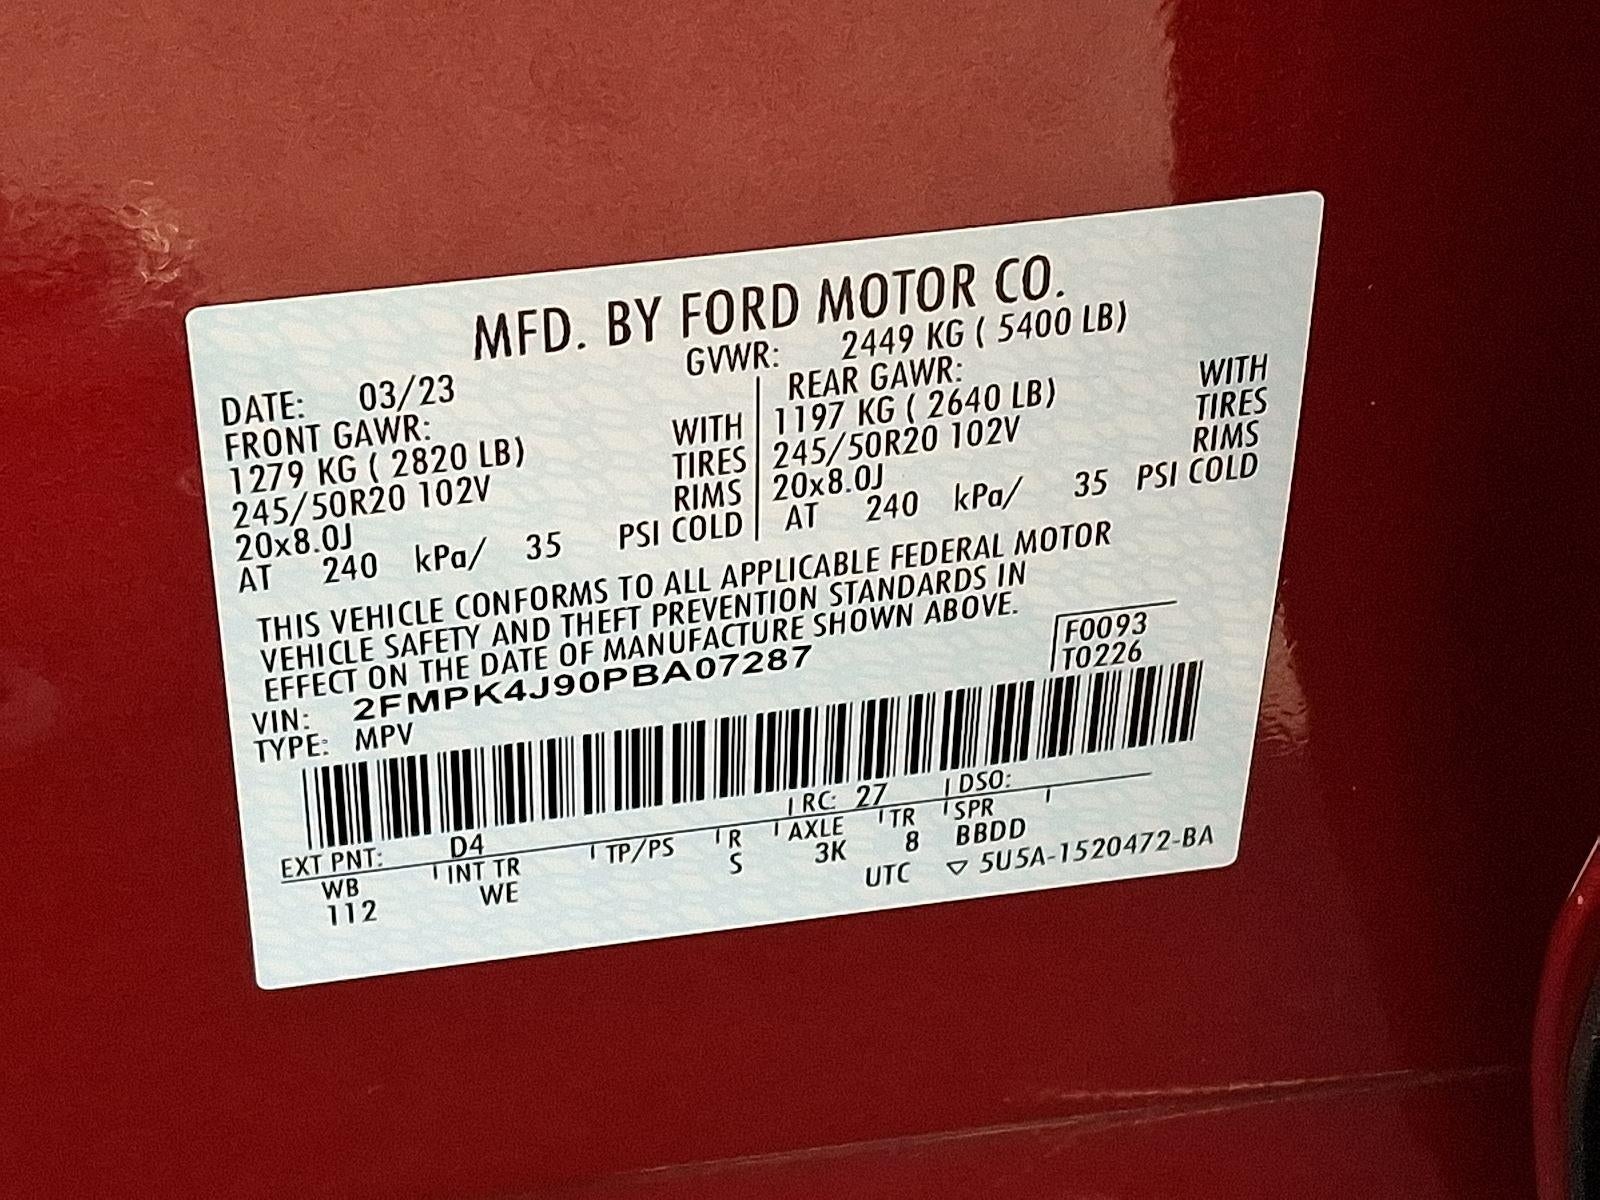 MFD. BY FORD MOTOR CO.
DATE: 03/23 GVWR: 2449 KG ( 5400 LB)
FRONT GAWR: REAR GAWR:
1279 KG ( 2820 LB) WITH 1197 KG ( 2640 LB) WITH
245/50R20 102V TIRES 245/50R20 102V TIRES
20x8.0J RIMS 20x8.0J RIMS
AT 240 kPa/ 35 PSI COLD AT 240 kPa/ 35 PSI COLD
THIS VEHICLE CONFORMS TO ALL APPLICABLE FEDERAL MOTOR
VEHICLE SAFETY AND THEFT PREVENTION STANDARDS IN
EFFECT ON THE DATE OF MANUFACTURE SHOWN ABOVE.
F0093
VIN: 2FMPK4J90PBA07287 T0226
TYPE: MPV
EXT PNT: D4 RC: 27 DSO:
WB INT TR TP/PS R AXLE TR SPR
112 WE S 3K 8 BBDD
UTC ▽ 5U5A-1520472-BA